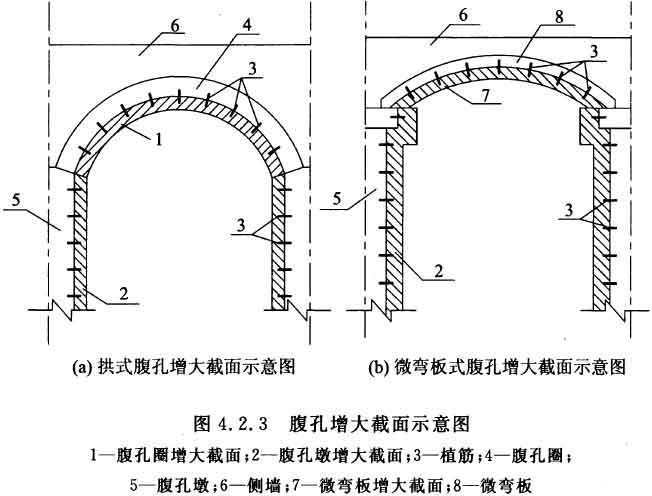 6
4
3
1
5
3
2
(a) 拱式腹孔增大截面示意图
6
8
3
7
5
3
2
(b) 微弯板式腹孔增大截面示意图
图 4.2.3 腹孔增大截面示意图
1—腹孔圈增大截面;2—腹孔墩增大截面;3—植筋;4—腹孔圈;
5—腹孔墩;6—侧墙;7—微弯板增大截面;8—微弯板